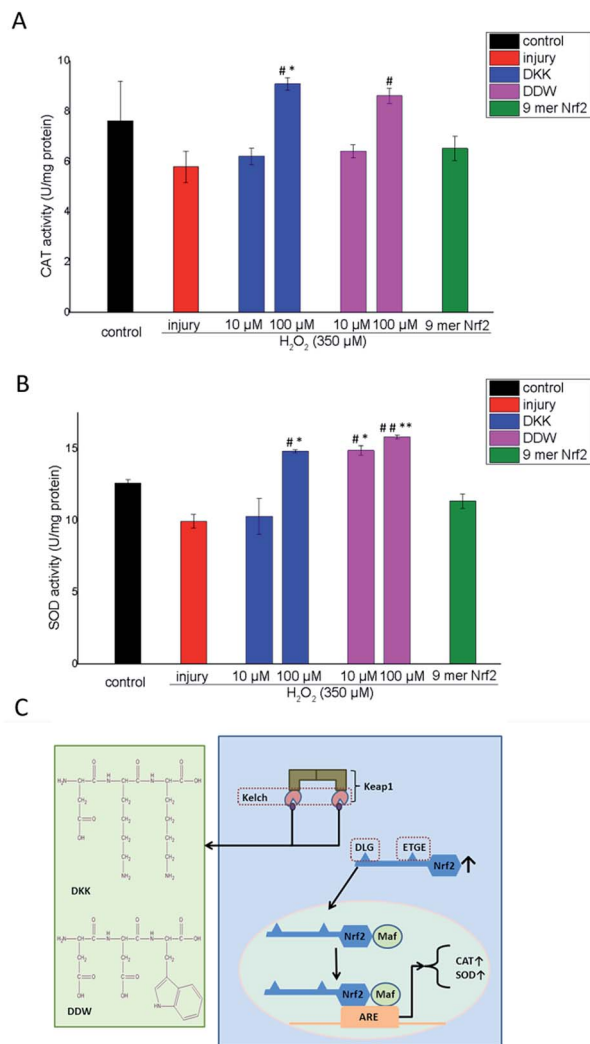 A
CAT activity (U/mg protein)
10
8
6
4
2
0
# *
#
control
injury
DKK
DDW
9 mer Nrf2
control
injury
10 µM
100 µM
10 µM
100 µM
9 mer Nrf2
H₂O₂ (350 µM)
B
SOD activity (U/mg protein)
15
10
5
0
# *
# *
# # **
control
injury
DKK
DDW
9 mer Nrf2
control
injury
10 µM
100 µM
10 µM
100 µM
9 mer Nrf2
H₂O₂ (350 µM)
C
DKK
DDW
Kelch
Keap1
DLG
ETGE
Nrf2
Nrf2
Maf
Nrf2
Maf
ARE
CAT↑
SOD↑